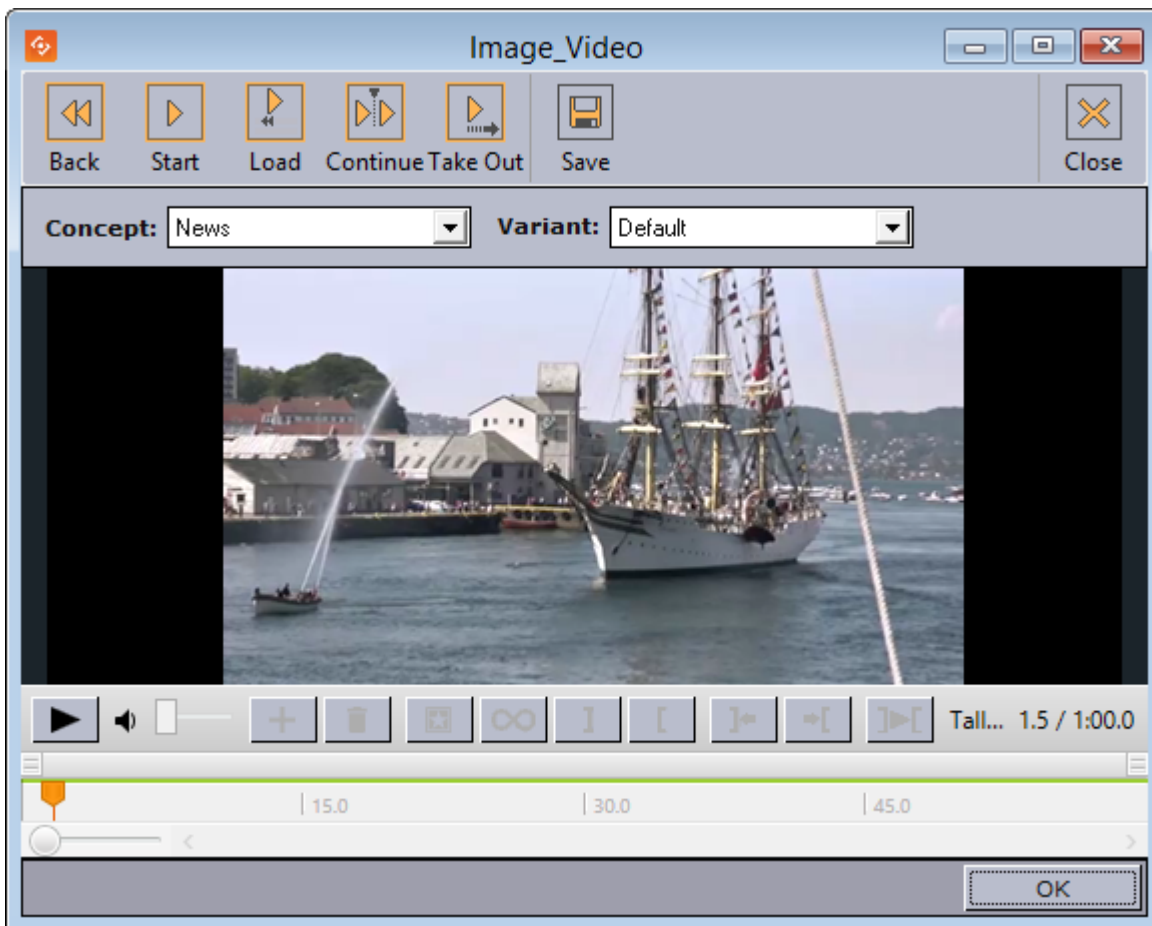 Image_Video
Back Start Load Continue Take Out Save Close
Concept: News Variant: Default
Tall... 1.5 / 1:00.0
15.0 30.0 45.0
OK